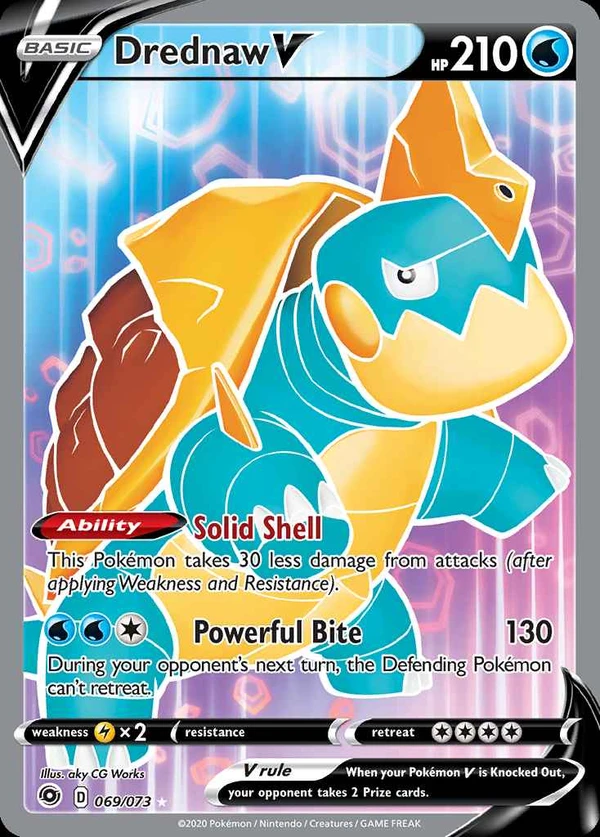 BASIC
Drednaw V
HP 210
Ability Solid Shell
This Pokémon takes 30 less damage from attacks (after
applying Weakness and Resistance).
Powerful Bite 130
During your opponent's next turn, the Defending Pokémon
can't retreat.
weakness ×2 resistance retreat
Illus. aky CG Works
V rule
When your Pokémon V is Knocked Out,
your opponent takes 2 Prize cards.
D 069/073
©2020 Pokémon / Nintendo / Creatures / GAME FREAK